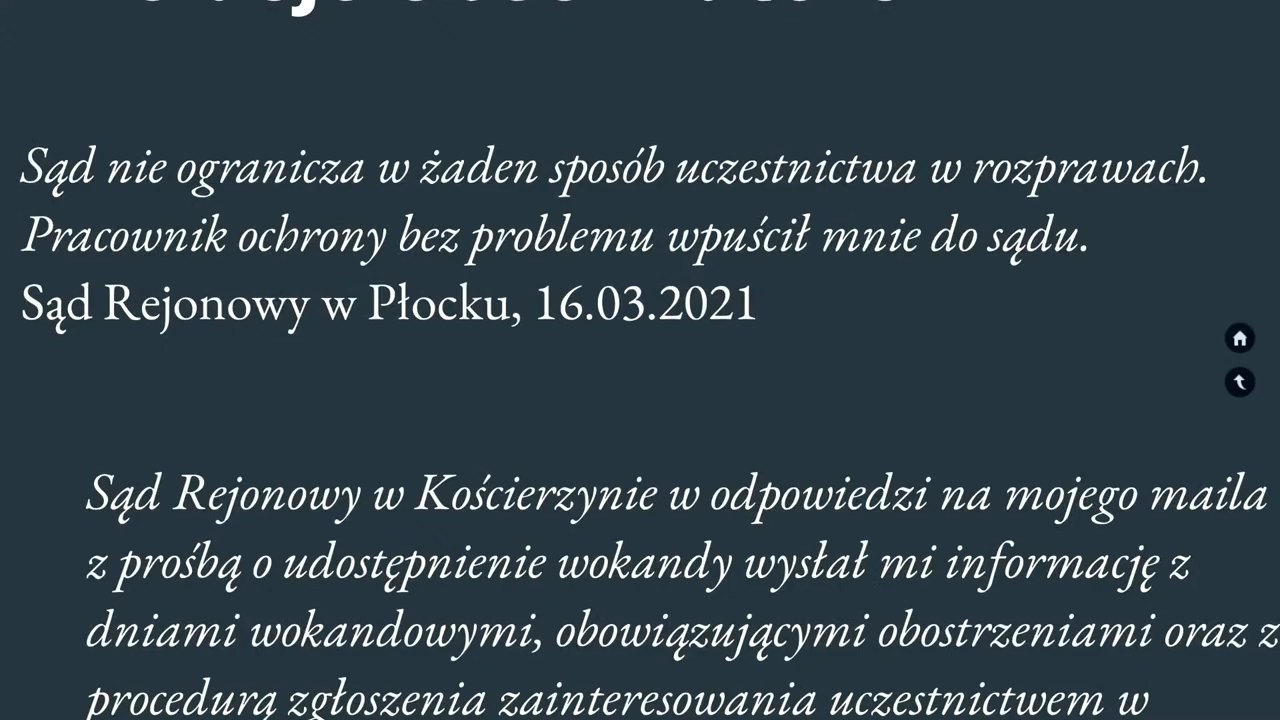 Sąd nie ogranicza w żaden sposób uczestnictwa w rozprawach.
Pracownik ochrony bez problemu wpuścił mnie do sądu.
Sąd Rejonowy w Płocku, 16.03.2021
Sąd Rejonowy w Kościerzynie w odpowiedzi na mojego maila
z prośbą o udostępnienie wokandy wysłał mi informację z
dniami wokandowymi, obowiązującymi obostrzeniami oraz z
procedurą zgłoszenia zainteresowania uczestnictwem w